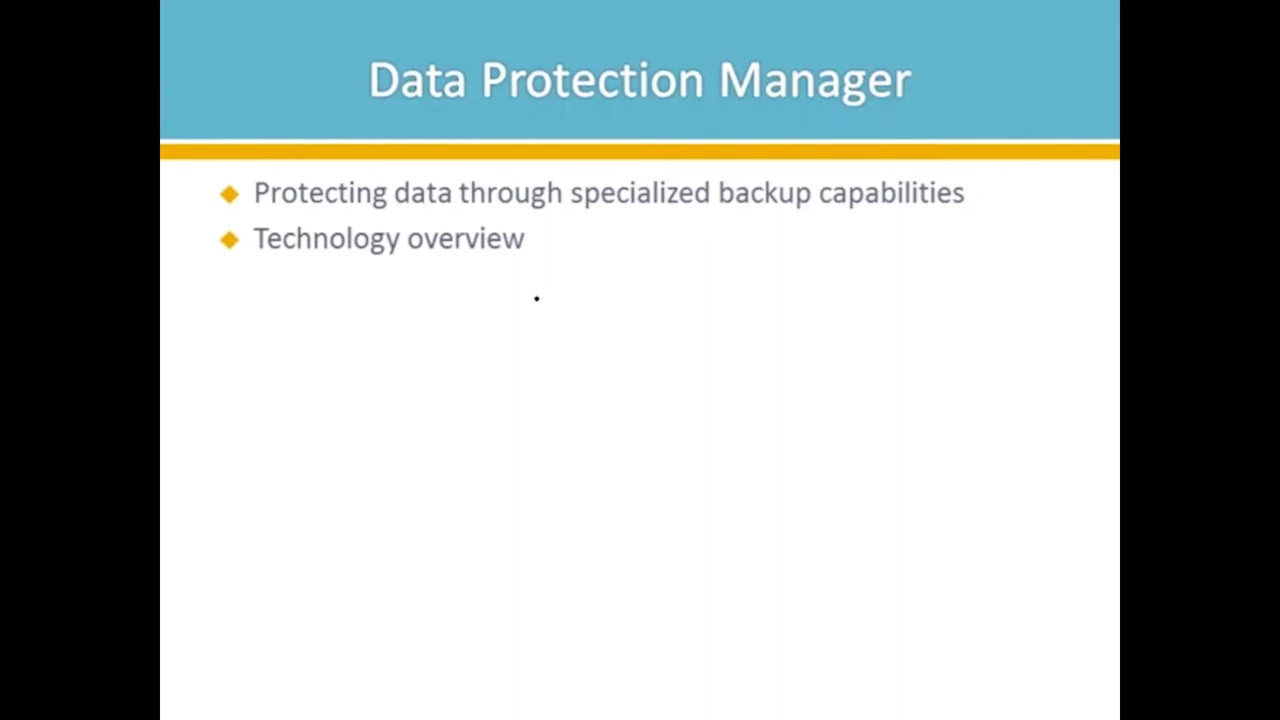 Data Protection Manager
Protecting data through specialized backup capabilities
Technology overview